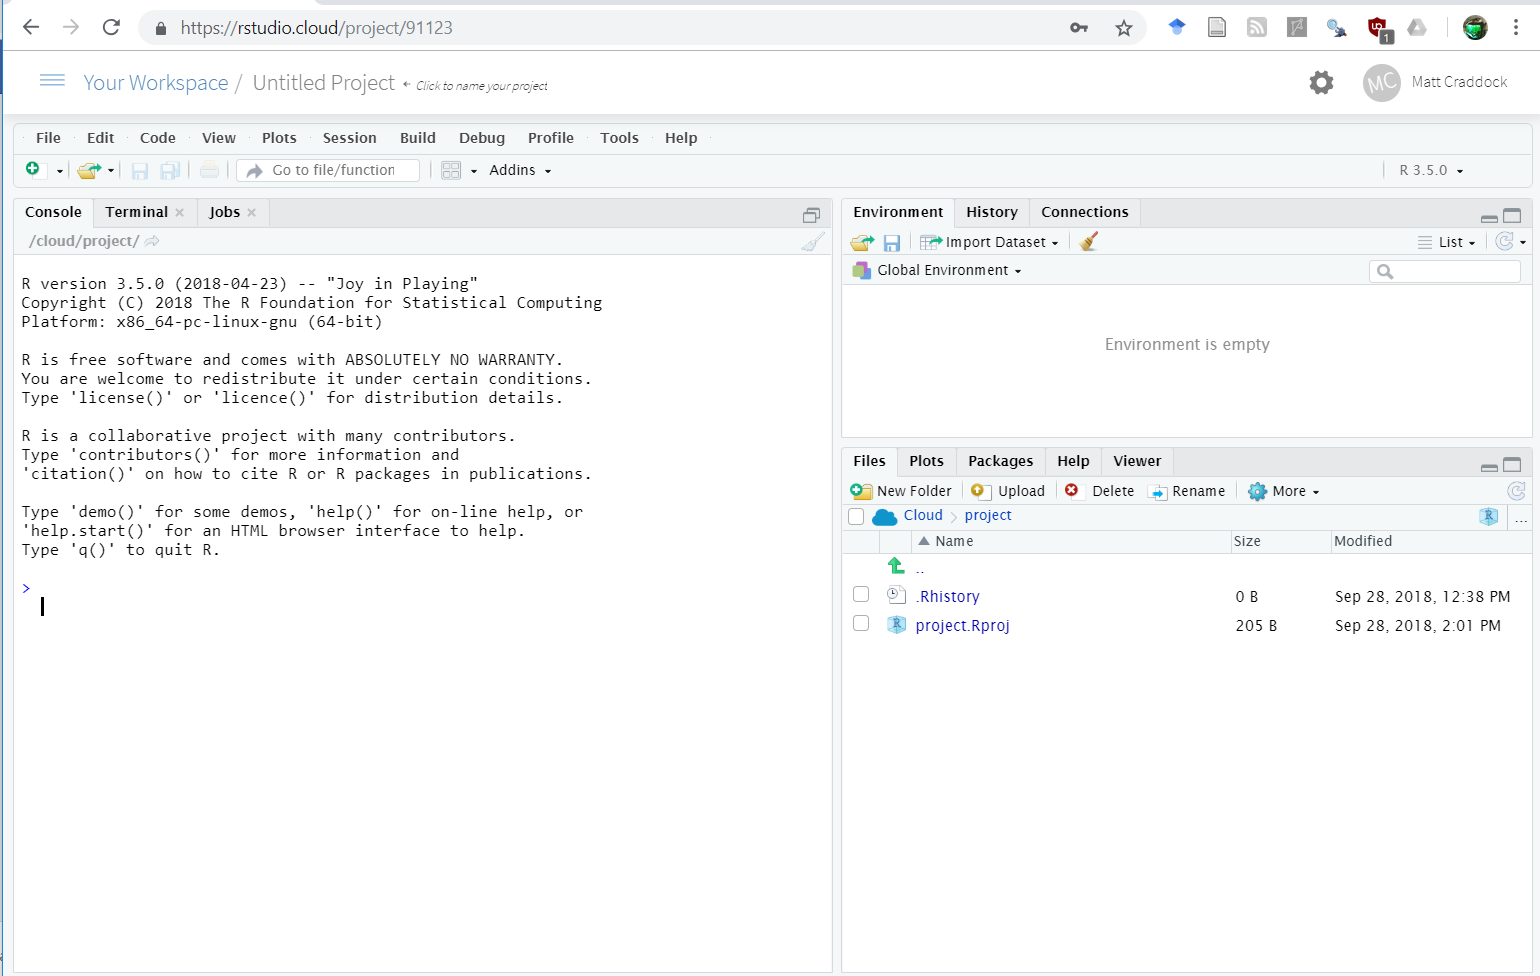 https://rstudio.cloud/project/91123
1
Your Workspace / Untitled Project Click to name your project
MC Matt Craddock
File Edit Code View Plots Session Build Debug Profile Tools Help
Go to file/function Addins R 3.5.0
Console Terminal Jobs
/cloud/project/
R version 3.5.0 (2018-04-23) -- "Joy in Playing"
Copyright (C) 2018 The R Foundation for Statistical Computing
Platform: x86_64-pc-linux-gnu (64-bit)
R is free software and comes with ABSOLUTELY NO WARRANTY.
You are welcome to redistribute it under certain conditions.
Type 'license()' or 'licence()' for distribution details.
R is a collaborative project with many contributors.
Type 'contributors()' for more information and
'citation()' on how to cite R or R packages in publications.
Type 'demo()' for some demos, 'help()' for on-line help, or
'help.start()' for an HTML browser interface to help.
Type 'q()' to quit R.
>
Environment History Connections
Import Dataset List
Global Environment
Environment is empty
Files Plots Packages Help Viewer
New Folder Upload Delete Rename More
Cloud project R ...
Name Size Modified
..
.Rhistory 0 B Sep 28, 2018, 12:38 PM
R project.Rproj 205 B Sep 28, 2018, 2:01 PM